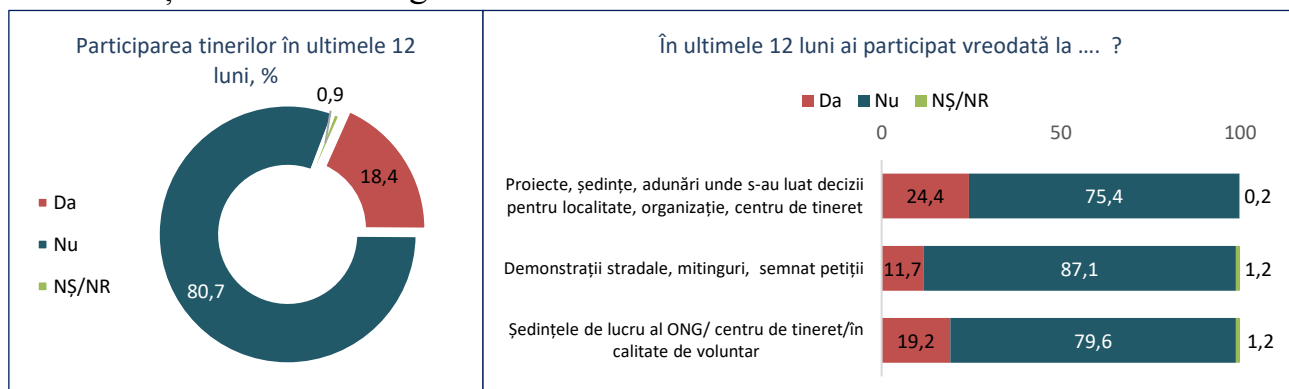 Participarea tinerilor în ultimele 12
luni, %
0,9
18,4
80,7
Da
Nu
NȘ/NR
În ultimele 12 luni ai participat vreodată la .... ?
Da Nu NȘ/NR
0 50 100
Proiecte, ședințe, adunări unde s-au luat decizii
pentru localitate, organizație, centru de tineret
24,4 75,4 0,2
Demonstrații stradale, mitinguri, semnat petiții
11,7 87,1 1,2
Ședințele de lucru al ONG/ centru de tineret/în
calitate de voluntar
19,2 79,6 1,2